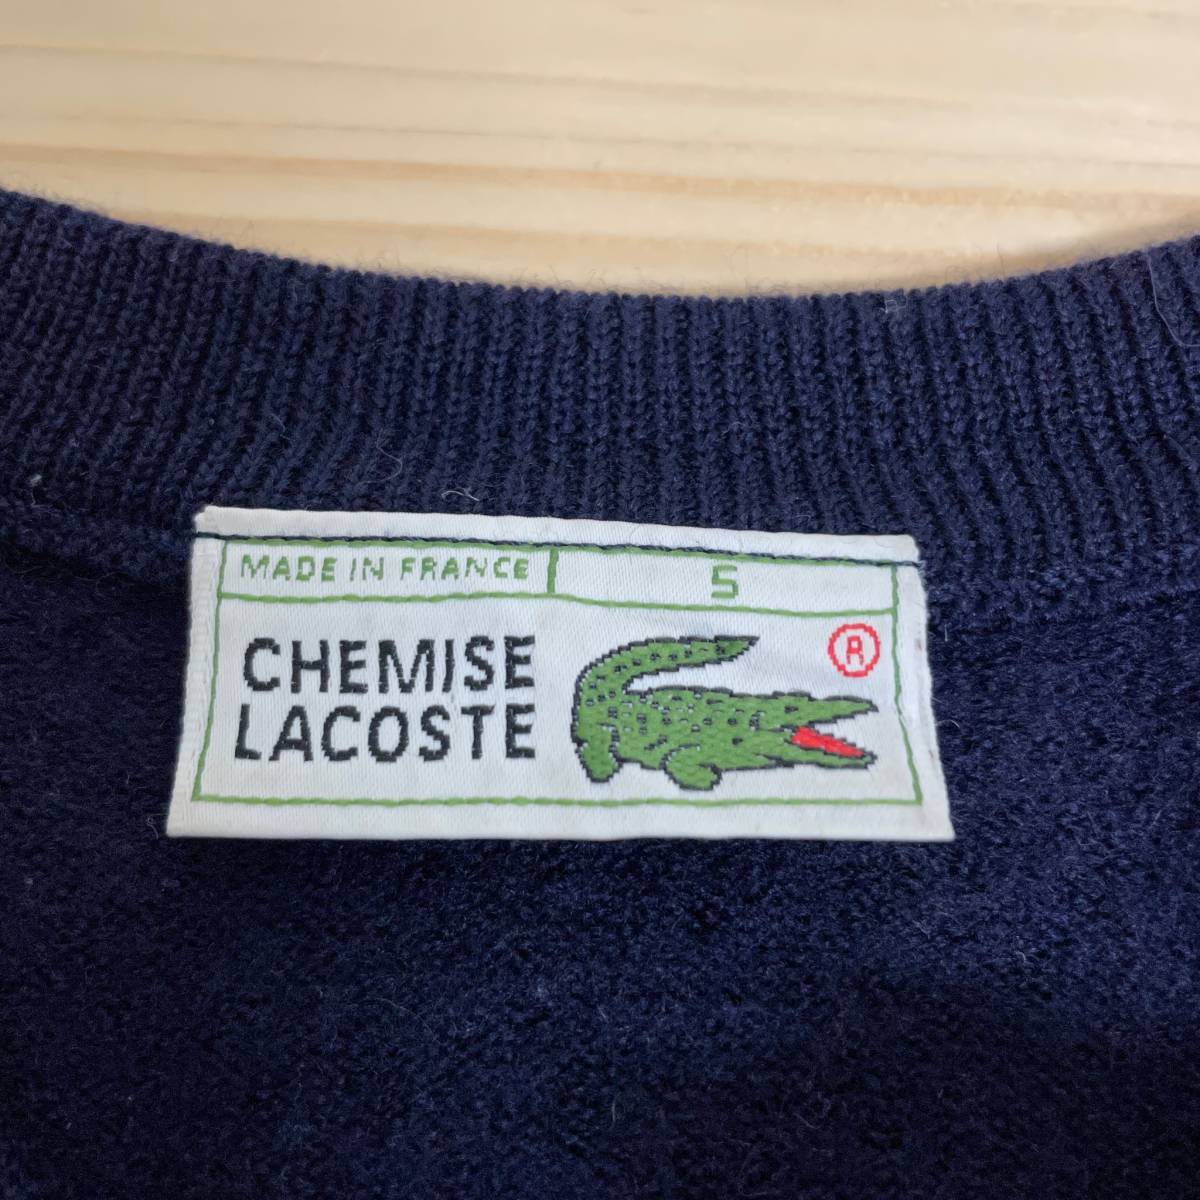 MADE IN FRANCE 5
CHEMISE
LACOSTE
®